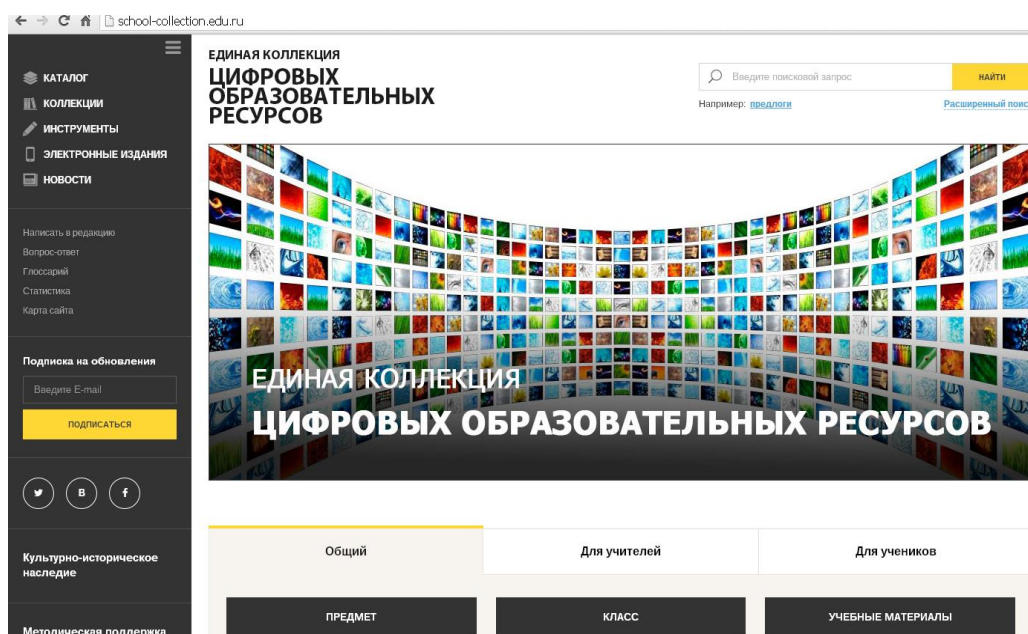 school-collection.edu.ru
КАТАЛОГ
КОЛЛЕКЦИИ
ИНСТРУМЕНТЫ
ЭЛЕКТРОННЫЕ ИЗДАНИЯ
НОВОСТИ
Написать в редакцию
Вопрос-ответ
Глоссарий
Статистика
Карта сайта
Подписка на обновления
Введите E-mail
ПОДПИСАТЬСЯ
В
f
Культурно-историческое
наследие
Методическая поддержка
ЕДИНАЯ КОЛЛЕКЦИЯ
ЦИФРОВЫХ
ОБРАЗОВАТЕЛЬНЫХ
РЕСУРСОВ
Введите поисковой запрос
НАЙТИ
Например: предлоги
Расширенный поис
ЕДИНАЯ КОЛЛЕКЦИЯ
ЦИФРОВЫХ ОБРАЗОВАТЕЛЬНЫХ РЕСУРСОВ
Общий
Для учителей
Для учеников
ПРЕДМЕТ
КЛАСС
УЧЕБНЫЕ МАТЕРИАЛЫ